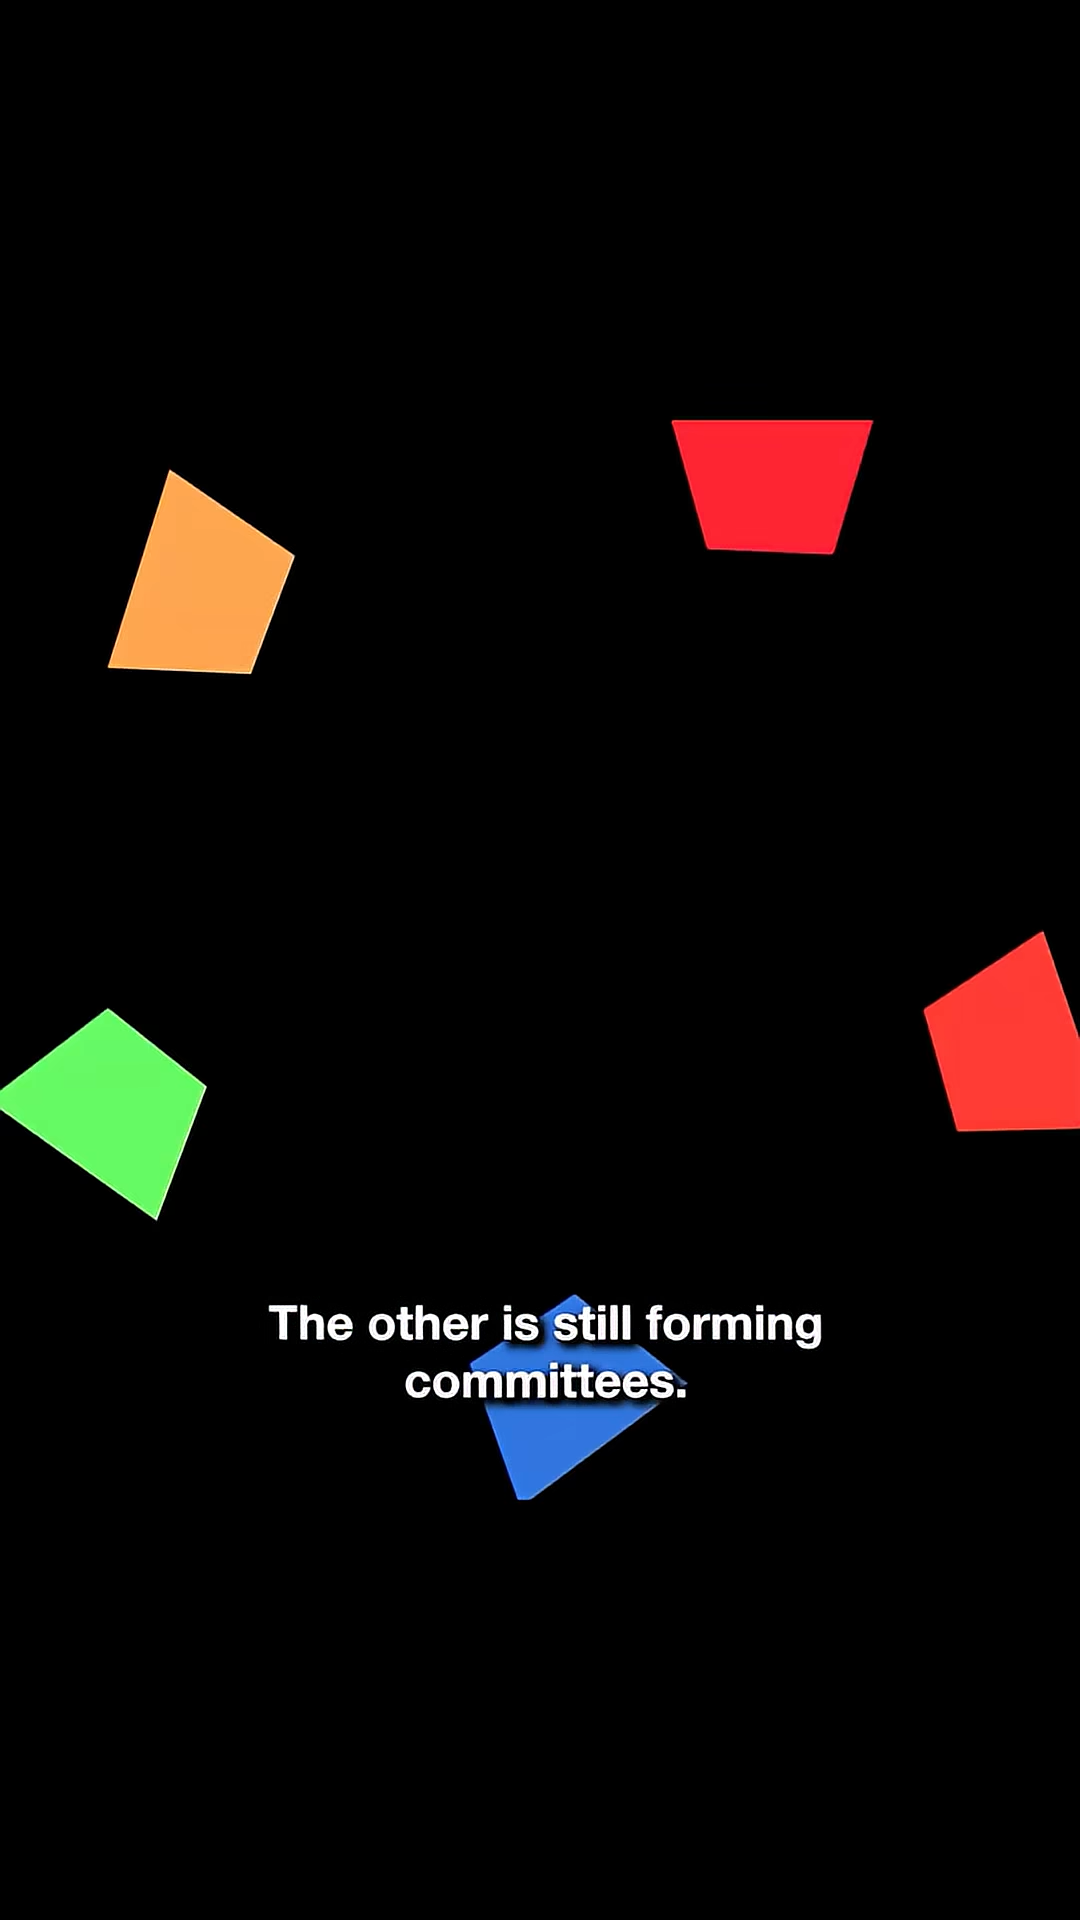 The other is still forming
committees.